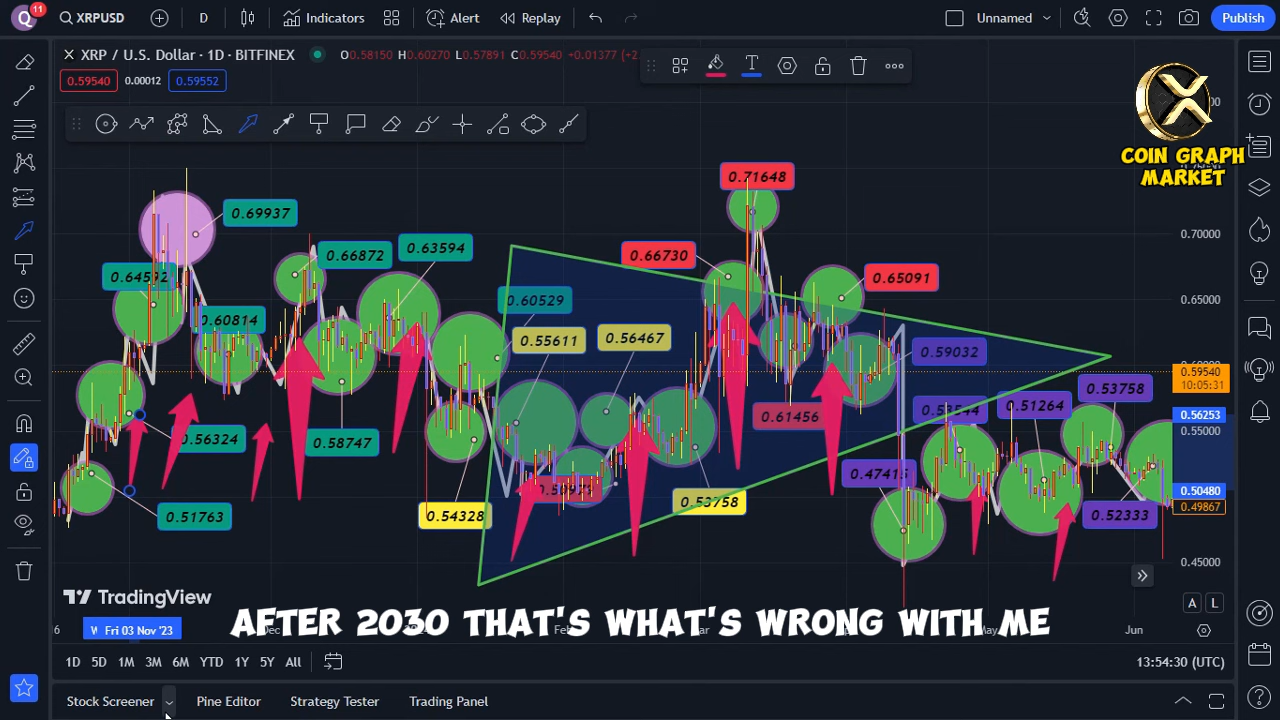 Q 11 XRPUSD D Indicators Alert Replay Unnamed Publish
XRP / U.S. Dollar · 1D · BITFINEX O0.58150 H0.60270 L0.57891 C0.59540 +0.01377 (+2.
0.59540 0.00012 0.59552
COIN GRAPH
MARKET
0.71648
0.69937
0.63594
0.66872
0.66730
0.64592
0.65091
0.60529
0.60814
0.55611
0.56467
0.59032
0.53758
0.51264
0.61456
0.56324
0.58747
0.47415
0.54328
0.53758
0.51763
0.52333
0.70000
0.65000
0.59540
10:05:31
0.56253
0.55000
0.50480
0.49867
0.45000
TradingView
AFTER 2030 THAT'S WHAT'S WRONG WITH ME
6 Fri 03 Nov '23 Dec Jun
A L
1D 5D 1M 3M 6M YTD 1Y 5Y All 13:54:30 (UTC)
Stock Screener Pine Editor Strategy Tester Trading Panel